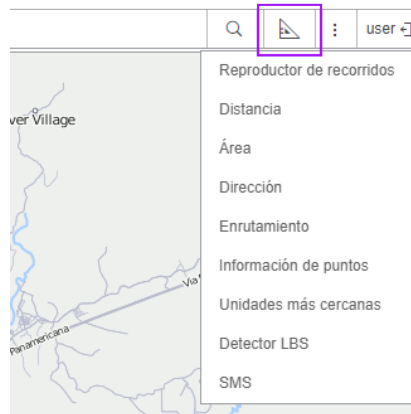 user
Reproductor de recorridos
ver Village
Distancia
Área
Dirección
Enrutamiento
Información de puntos
Unidades más cercanas
Detector LBS
SMS
Panamericana